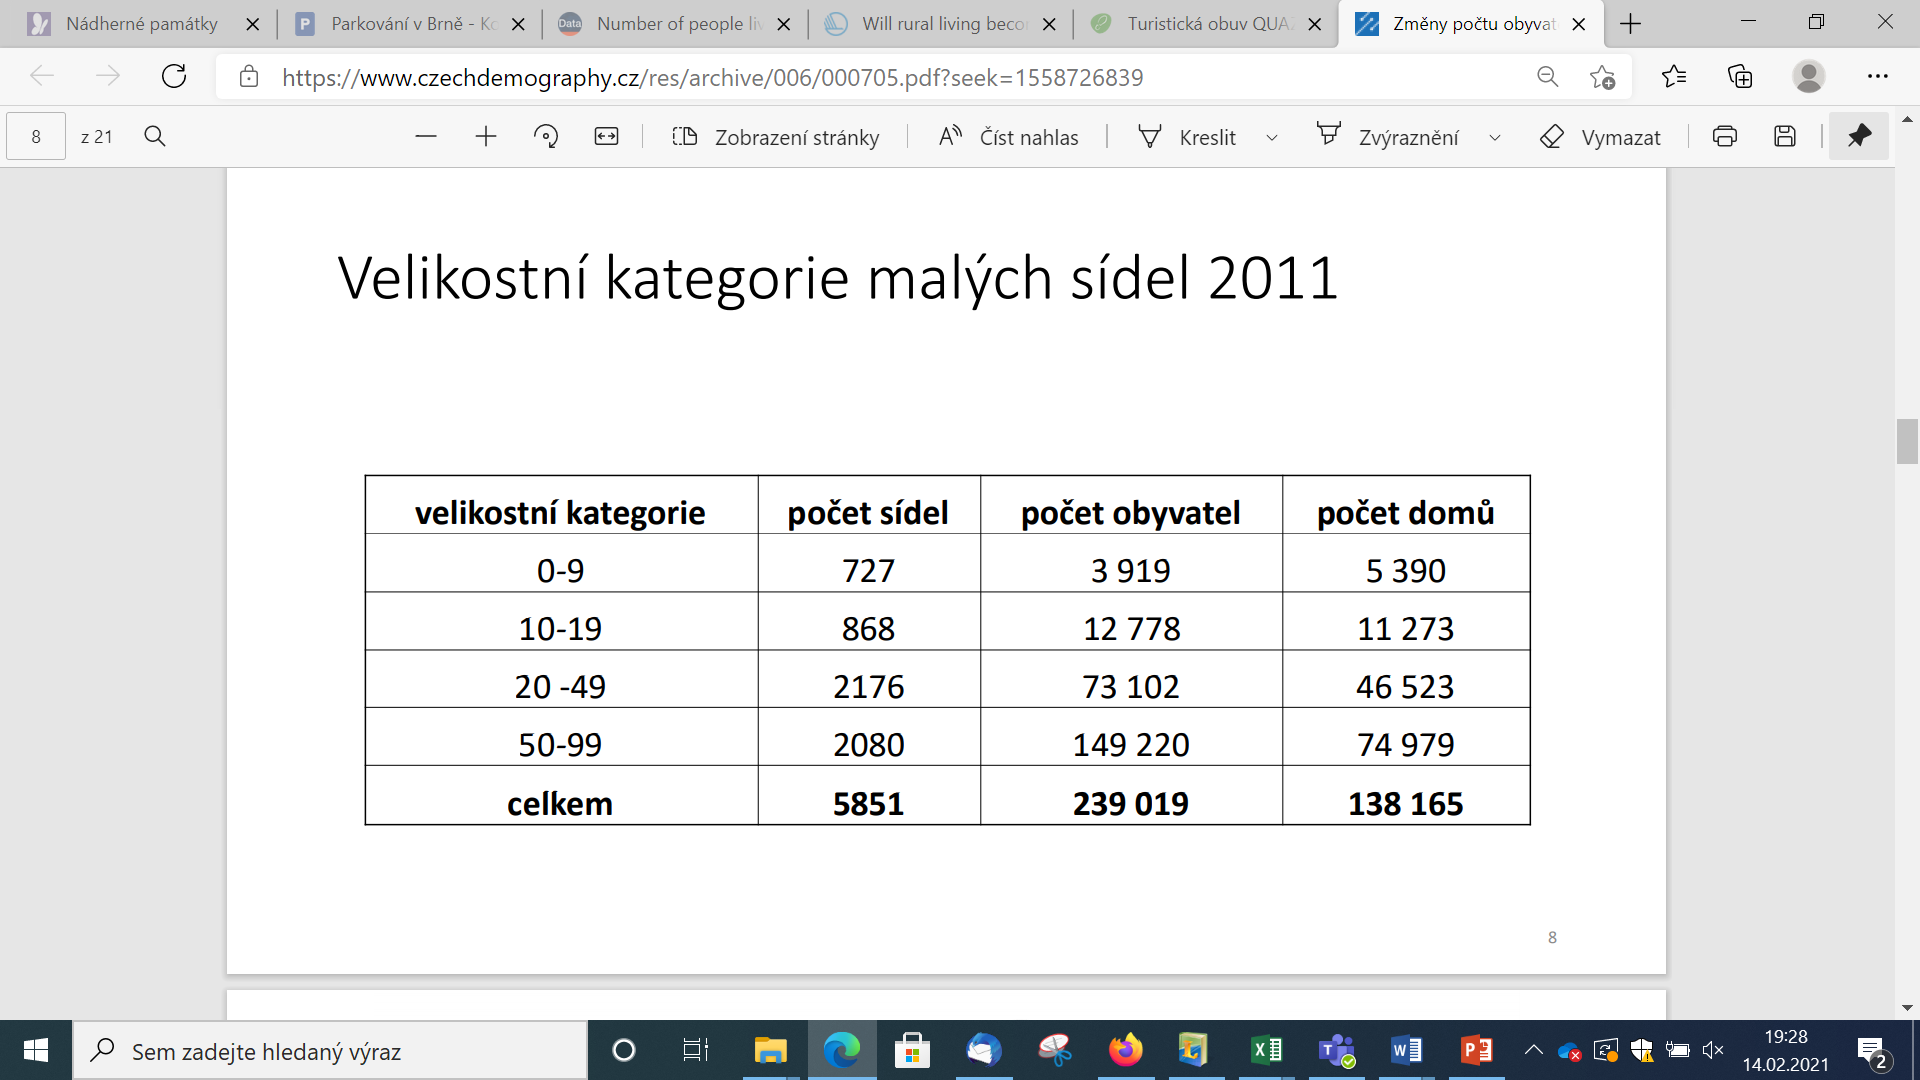 Nádherné památky
Parkování v Brně - Ko
Number of people liv
Will rural living beco
Turistická obuv QUAZ
Změny počtu obyvat
https://www.czechdemography.cz/res/archive/006/000705.pdf?seek=1558726839
8 z 21
Zobrazení stránky
Číst nahlas
Kreslit
Zvýraznění
Vymazat
Velikostní kategorie malých sídel 2011
velikostní kategorie počet sídel počet obyvatel počet domů
0-9 727 3 919 5 390
10-19 868 12 778 11 273
20 -49 2176 73 102 46 523
50-99 2080 149 220 74 979
celkem 5851 239 019 138 165
8
Sem zadejte hledaný výraz
19:28
14.02.2021
2